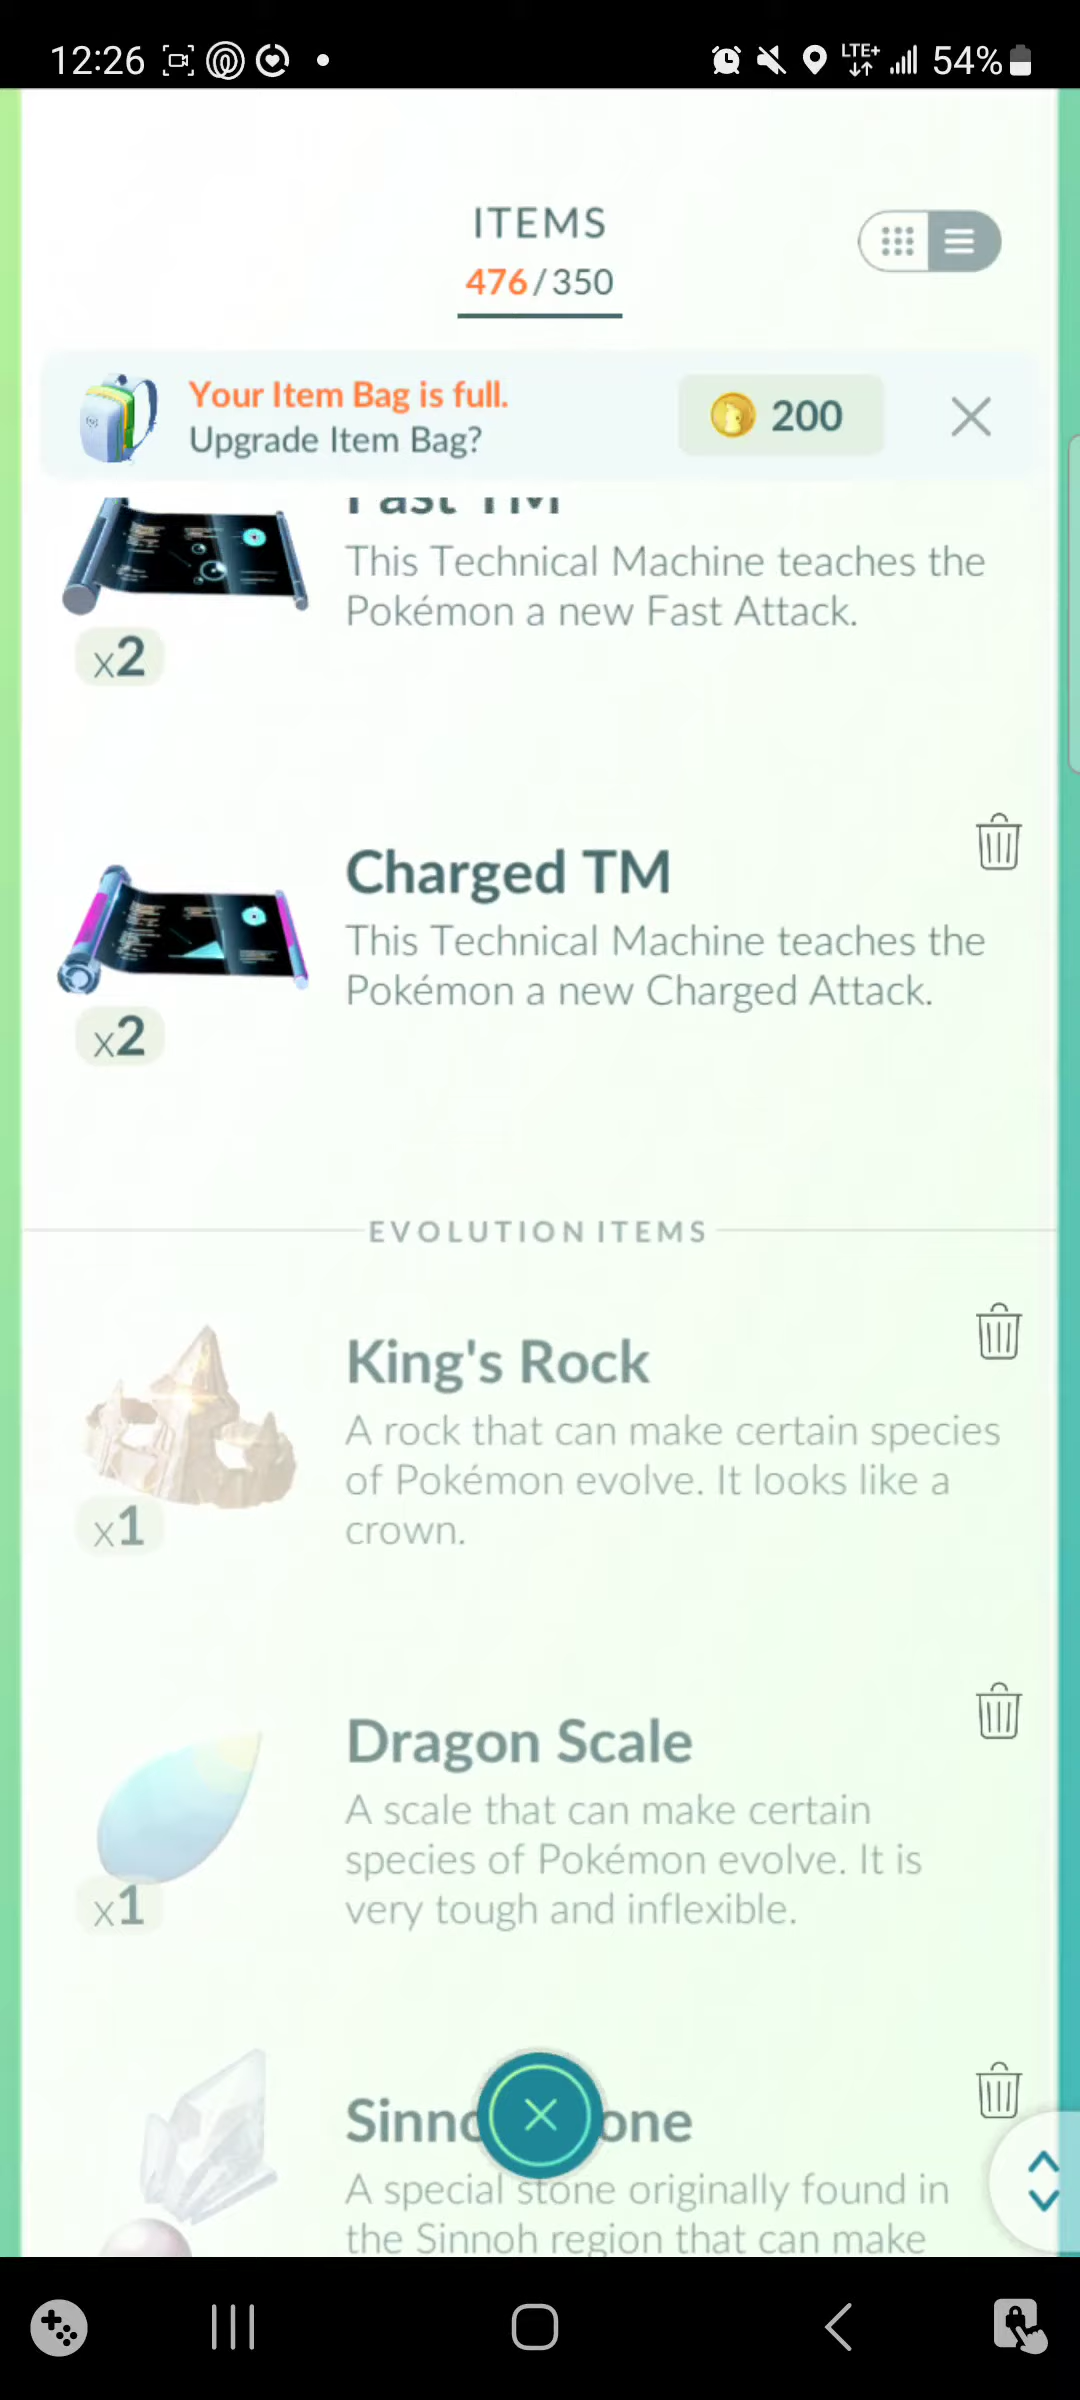 12:26
LTE+
54%
ITEMS
476/350
Your Item Bag is full.
Upgrade Item Bag?
200
Fast TM
This Technical Machine teaches the
Pokémon a new Fast Attack.
x2
Charged TM
This Technical Machine teaches the
Pokémon a new Charged Attack.
x2
EVOLUTION ITEMS
King's Rock
A rock that can make certain species
of Pokémon evolve. It looks like a
crown.
x1
Dragon Scale
A scale that can make certain
species of Pokémon evolve. It is
very tough and inflexible.
x1
Sinno one
A special stone originally found in
the Sinnoh region that can make